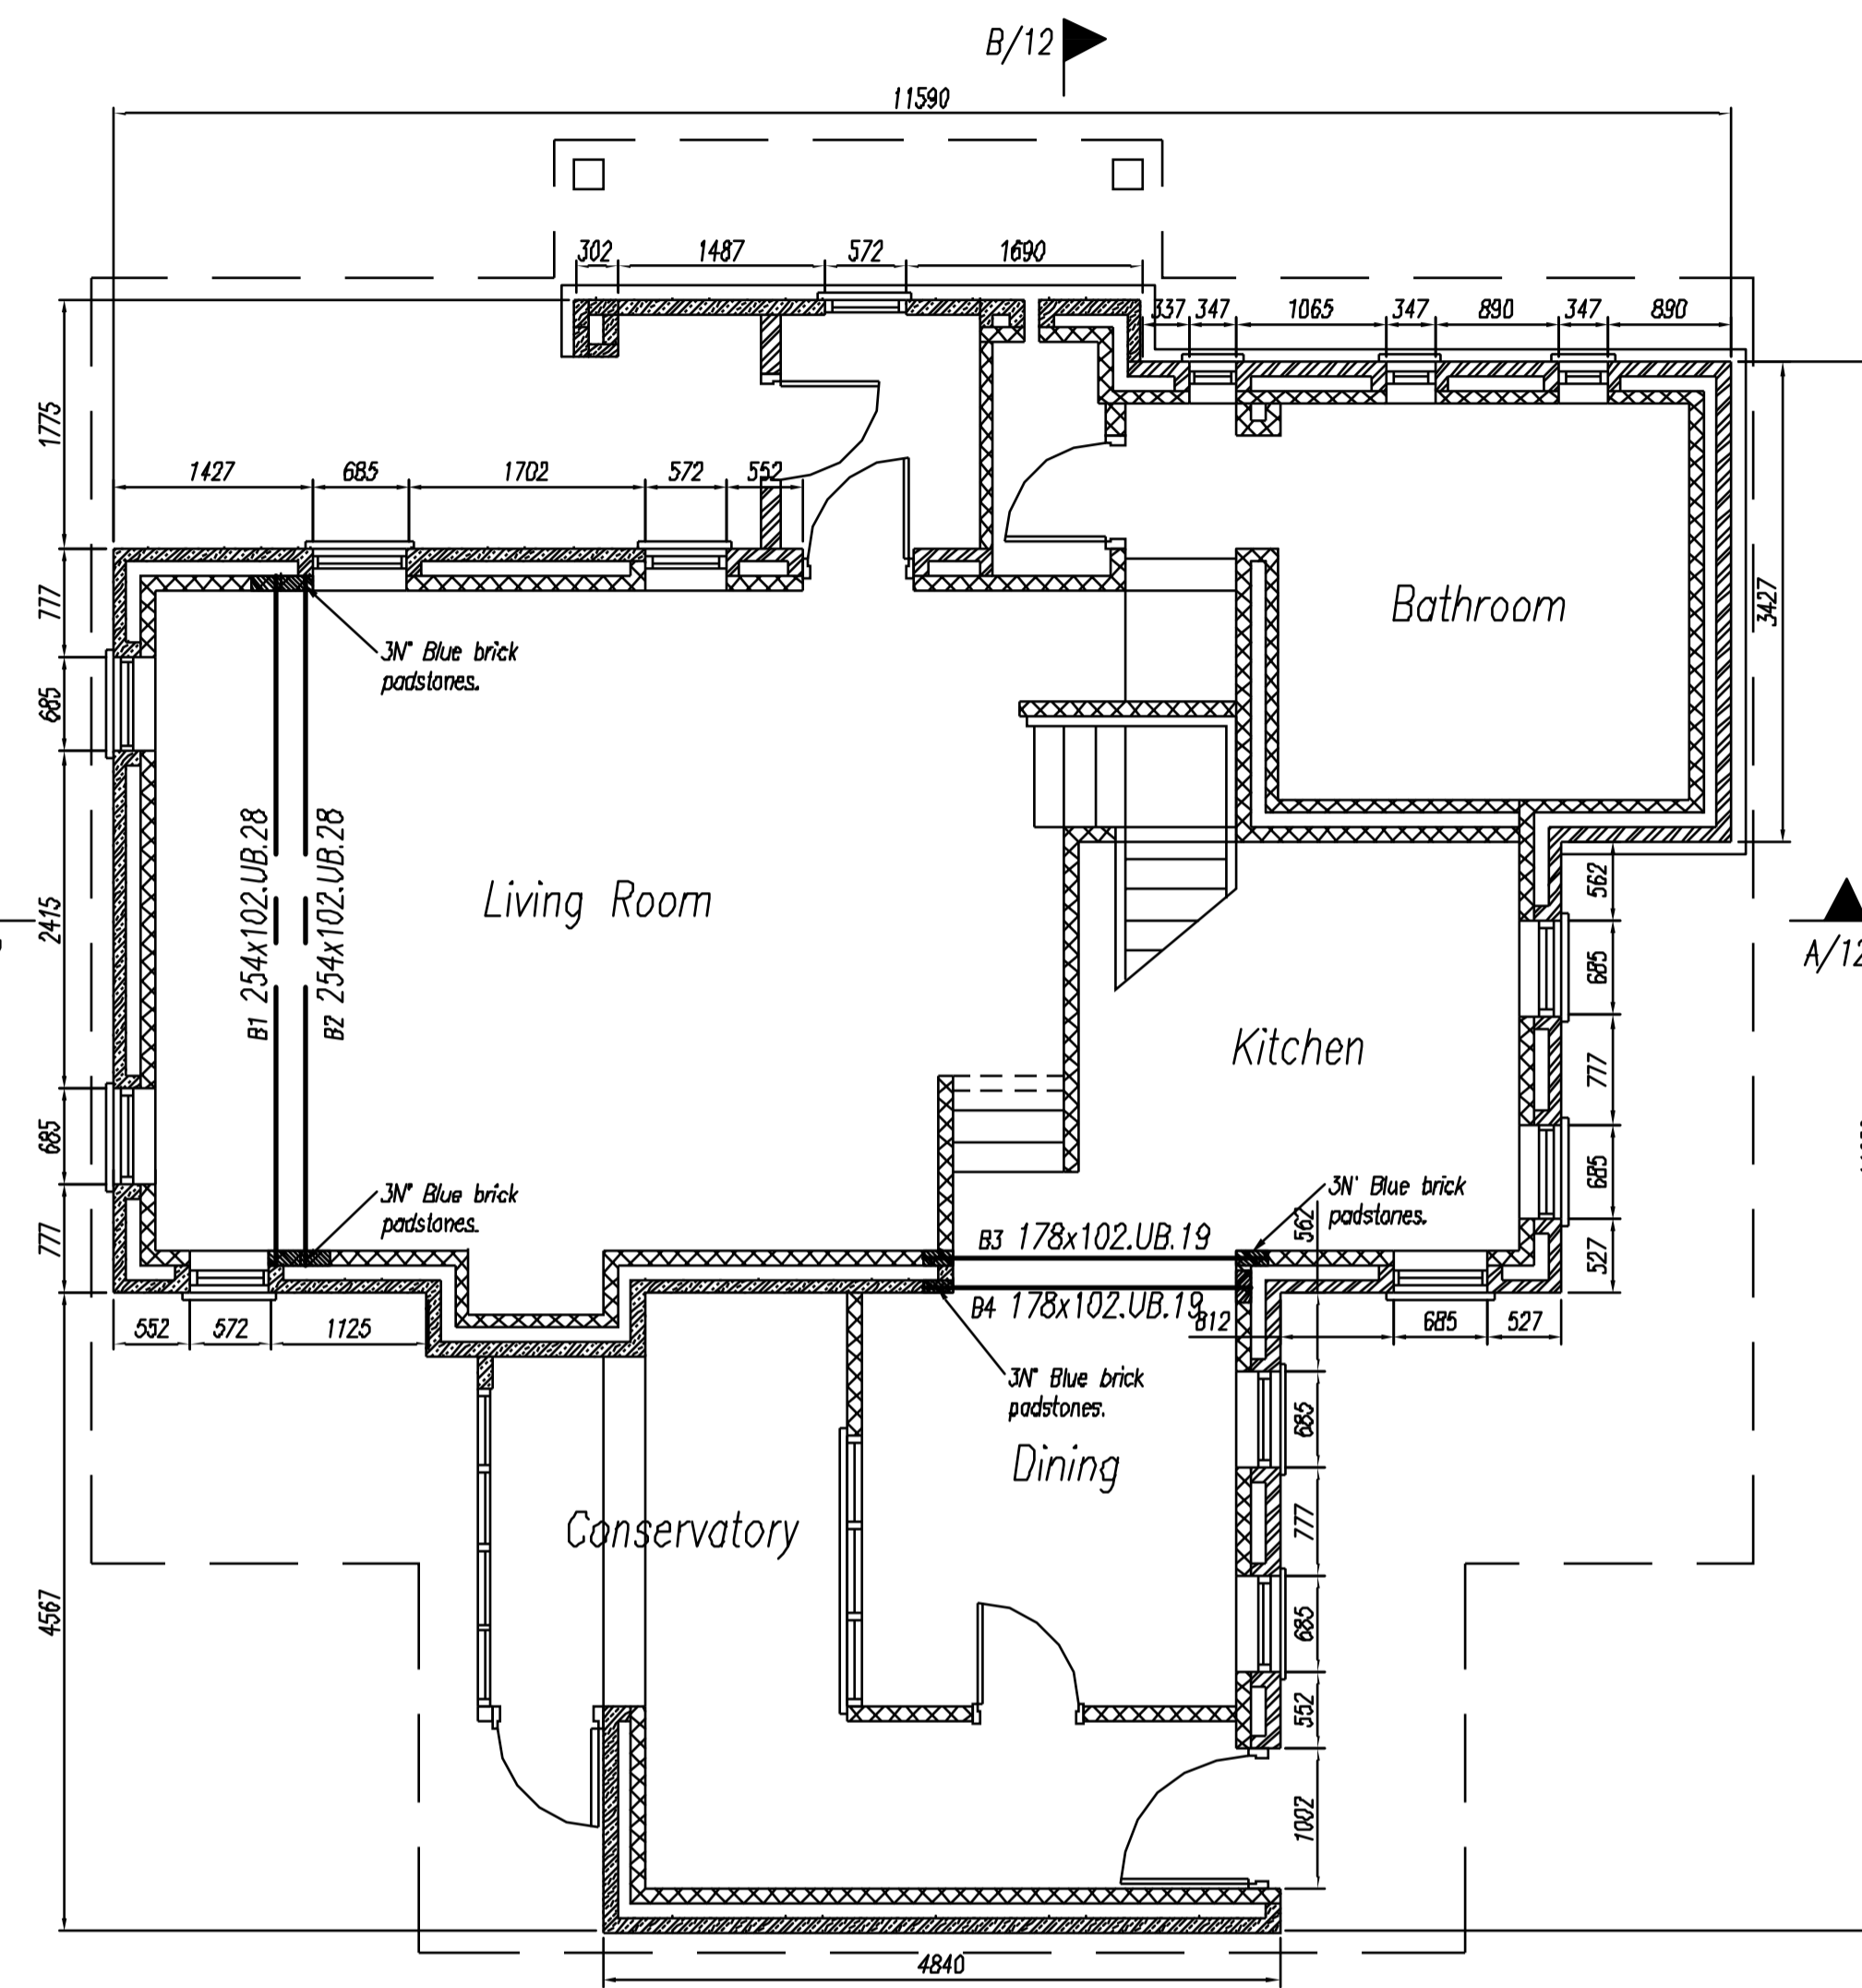 B/12
11590
302
1487
572
1690
337
347
1065
347
890
347
890
1775
1427
685
1702
572
552
777
3N° Blue brick
padstones.
Bathroom
3427
685
B1 254x102.UB.28
B2 254x102.UB.28
Living Room
2415
562
685
A/12
Kitchen
777
685
685
3N° Blue brick
padstones.
3N° Blue brick
padstones.
777
562
B3 178x102.UB.19
527
B4 178x102.UB.19
552
572
1125
812
685
527
3N° Blue brick
padstones.
685
Dining
Conservatory
777
4567
685
552
1002
4840